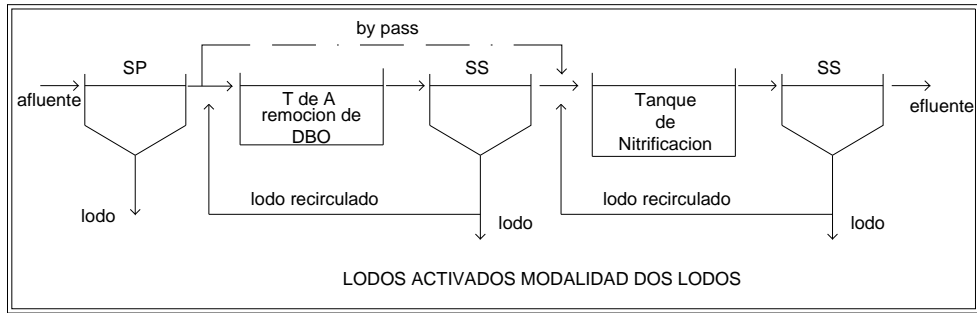 by pass
SP
SS
SS
afluente
T de A
remocion de
DBO
Tanque
de
Nitrificacion
efluente
lodo
lodo recirculado
lodo
lodo recirculado
lodo
LODOS ACTIVADOS MODALIDAD DOS LODOS